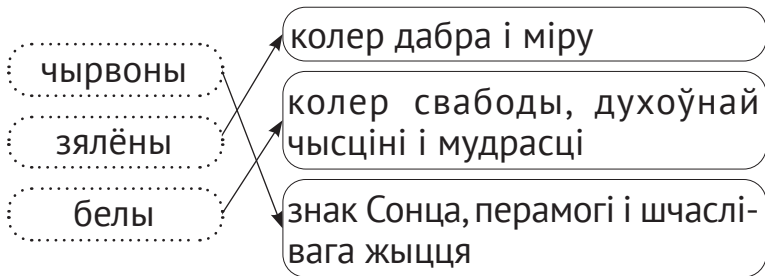 чырвоны
зялёны
белы
колер дабра і міру
колер свабоды, духоўнай
чысціні і мудрасці
знак Сонца, перамогі і шчаслі-
вага жыцця